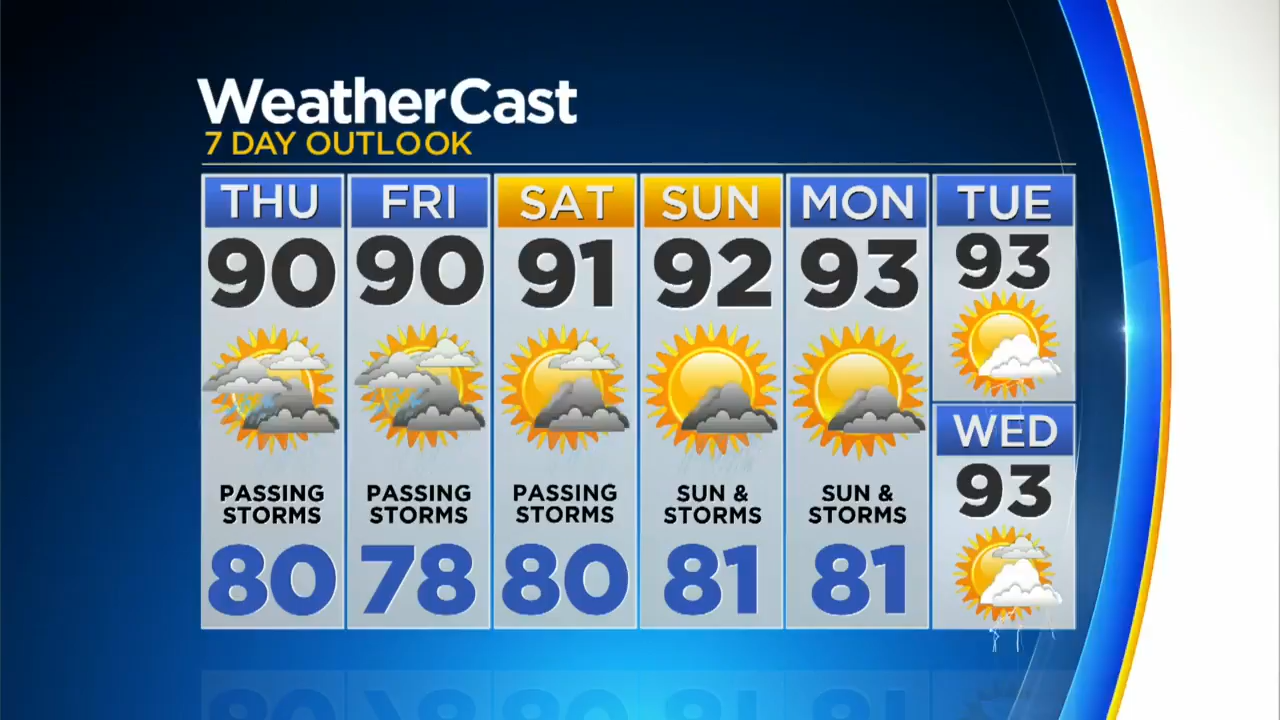 WeatherCast
7 DAY OUTLOOK
THU
90
PASSING
STORMS
80
FRI
90
PASSING
STORMS
78
SAT
91
PASSING
STORMS
80
SUN
92
SUN &
STORMS
81
MON
93
SUN &
STORMS
81
TUE
93
WED
93